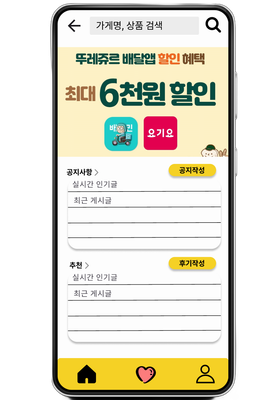 가게명, 상품 검색
뚜레쥬르 배달앱 할인 혜택
최대 6천원 할인
배 민
요기요
공지사항 >
공지작성
실시간 인기글
최근 게시글
추천 >
후기작성
실시간 인기글
최근 게시글